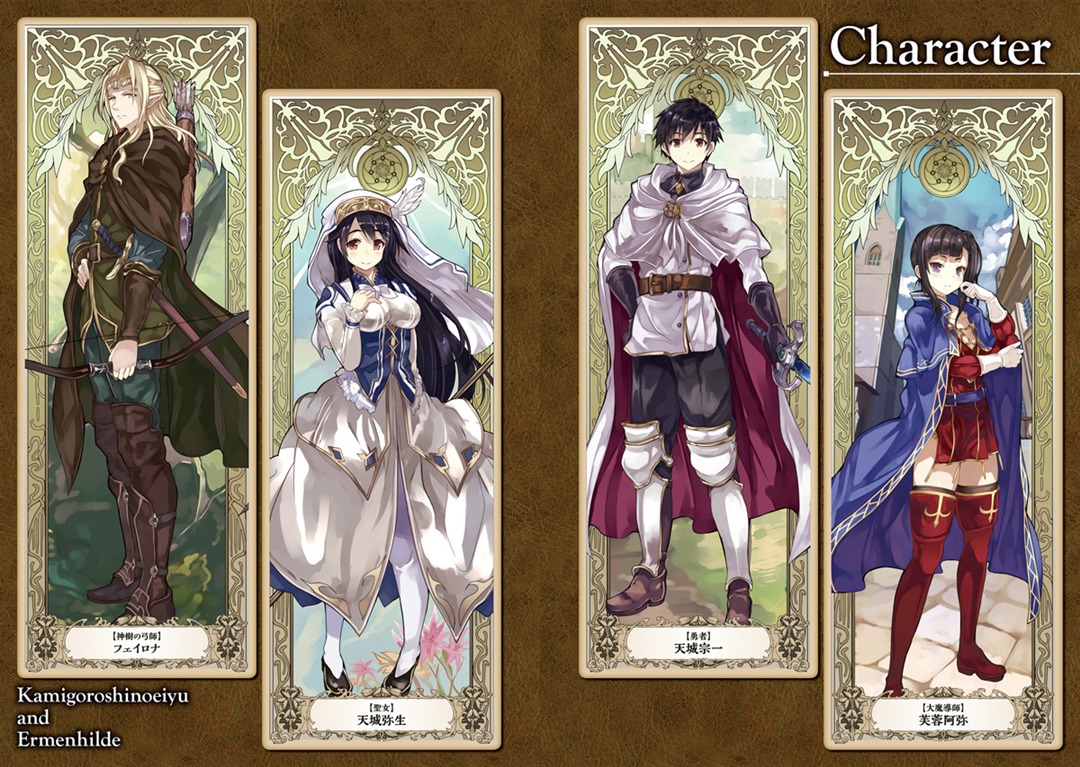 Character
【神樹の弓師】
フェイロナ
【聖女】
天城弥生
【勇者】
天城宗一
【大魔導師】
芙蓉阿弥
Kamigoroshinoeiyu
and
Ermenhilde